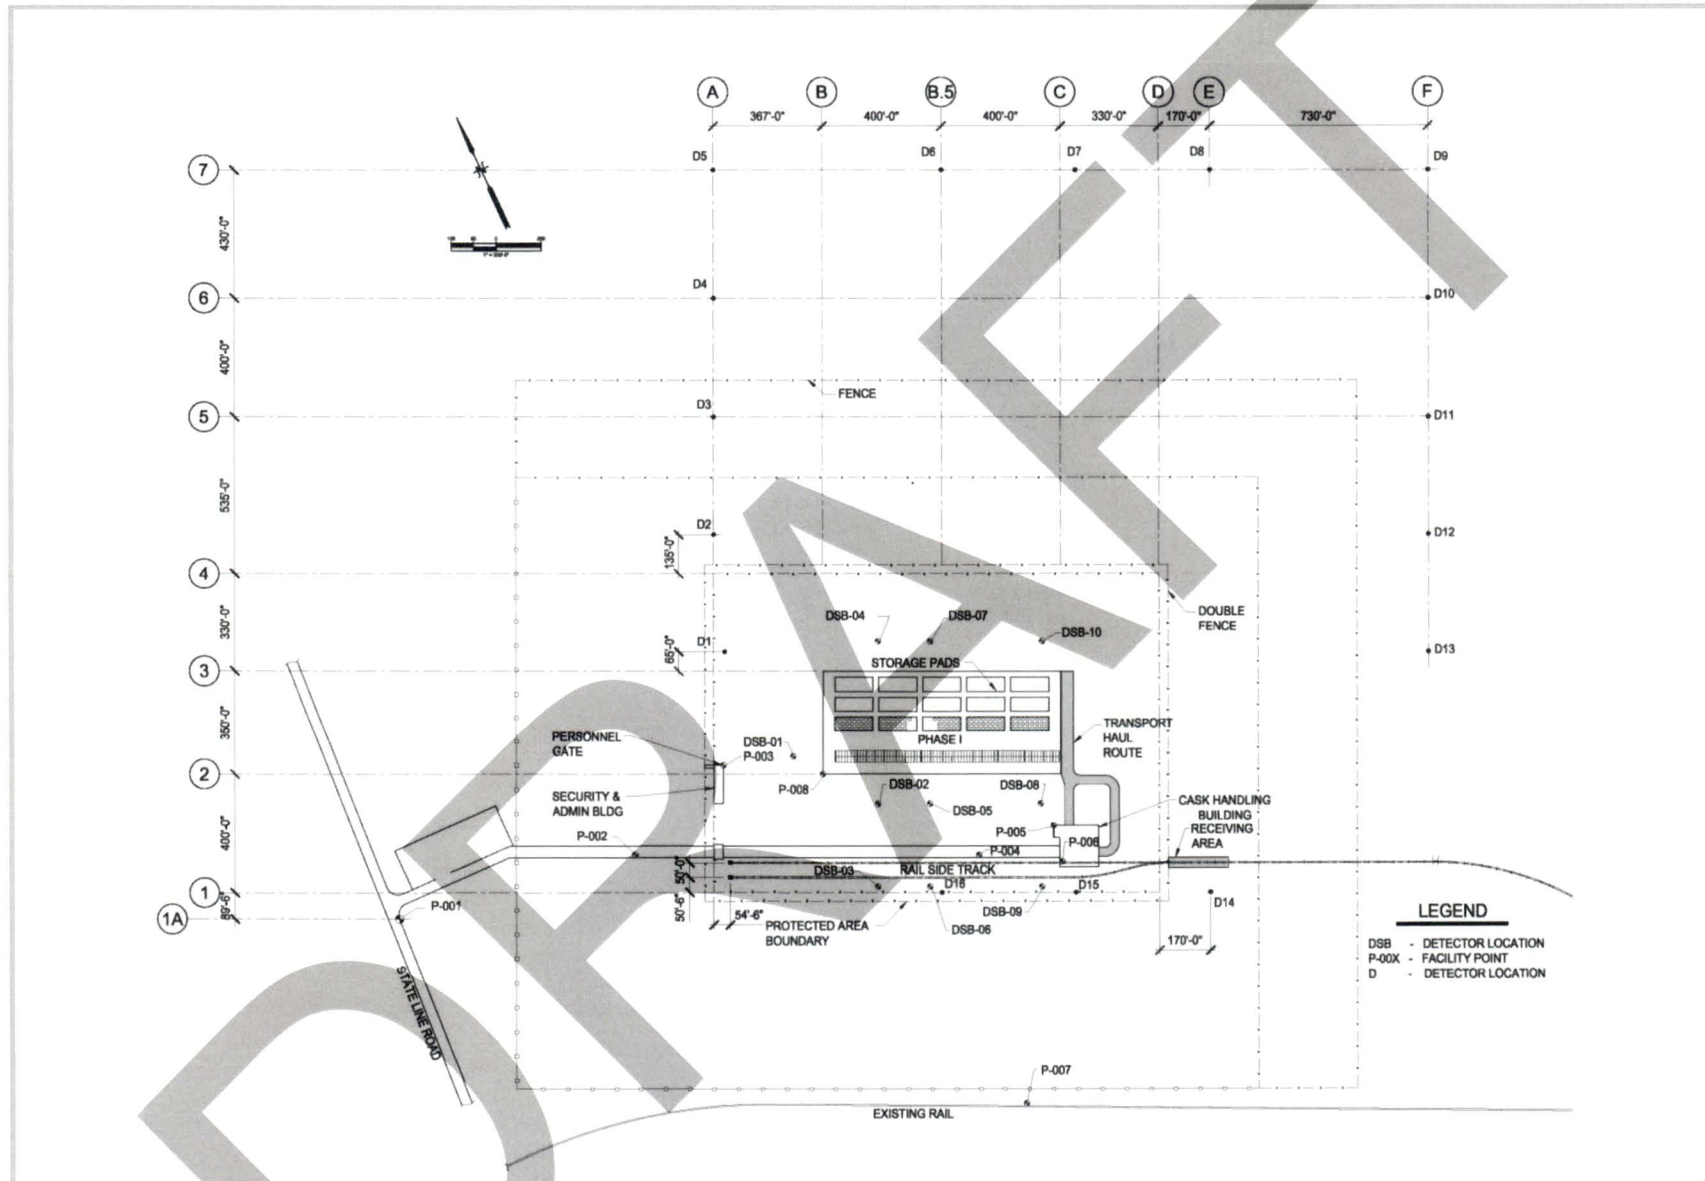 A B B.5 C D E F
367'-0" 400'-0" 400'-0" 330'-0" 170'-0" 730'-0"
7 D5 D6 D7 D8 D9
430'-0"
6 D4 D10
400'-0"
FENCE
5 D3 D11
535'-0"
D2 D12
135'-0"
4
DOUBLE
FENCE
330'-0"
DSB-04 DSB-07 DSB-10
D1 D13
65'-0"
3
STORAGE PADS
350'-0"
TRANSPORT
HAUL
ROUTE
PERSONNEL
GATE
DSB-01
P-003
PHASE I
2
P-008 DSB-02 DSB-08
SECURITY &
ADMIN BLDG
DSB-05
CASK HANDLING
BUILDING
RECEIVING
AREA
400'-0"
P-002 P-005 P-006
P-004
50'-0"
DSB-03 RAIL SIDE TRACK
1 D16 D15 D14
89'-6" 50'-6"
1A P-001
54'-6"
DSB-09
DSB-06
PROTECTED AREA
BOUNDARY
170'-0"
LEGEND
DSB - DETECTOR LOCATION
P-00X - FACILITY POINT
D - DETECTOR LOCATION
STATE LINE ROAD
P-007
EXISTING RAIL
DRAFT